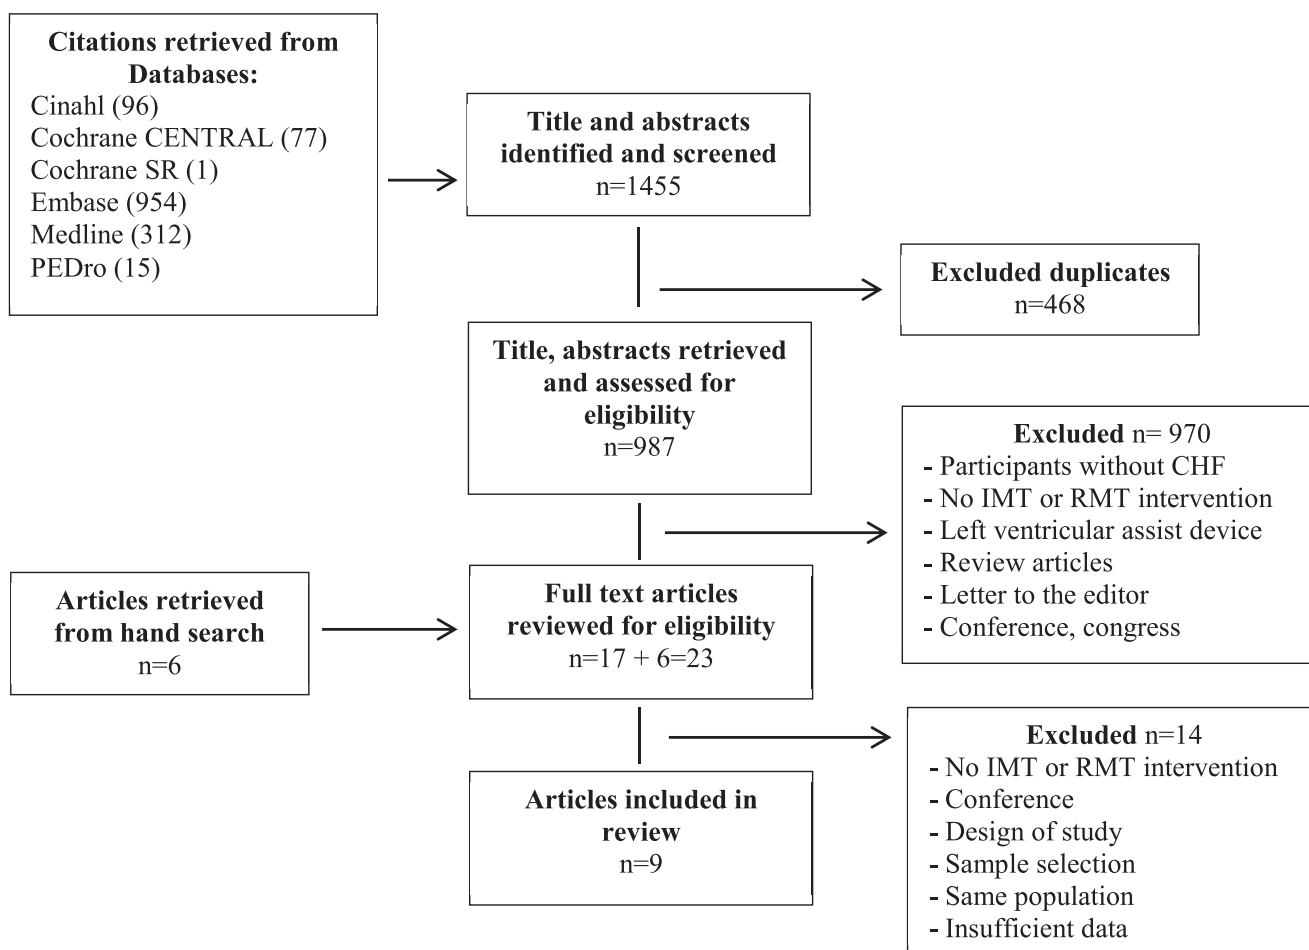 Citations retrieved from
Databases:
Cinahl (96)
Cochrane CENTRAL (77)
Cochrane SR (1)
Embase (954)
Medline (312)
PEDro (15)
Title and abstracts
identified and screened
n=1455
Excluded duplicates
n=468
Title, abstracts retrieved
and assessed for
eligibility
n=987
Excluded n= 970
- Participants without CHF
- No IMT or RMT intervention
- Left ventricular assist device
- Review articles
- Letter to the editor
- Conference, congress
Articles retrieved
from hand search
n=6
Full text articles
reviewed for eligibility
n=17 + 6=23
Excluded n=14
- No IMT or RMT intervention
- Conference
- Design of study
- Sample selection
- Same population
- Insufficient data
Articles included in
review
n=9